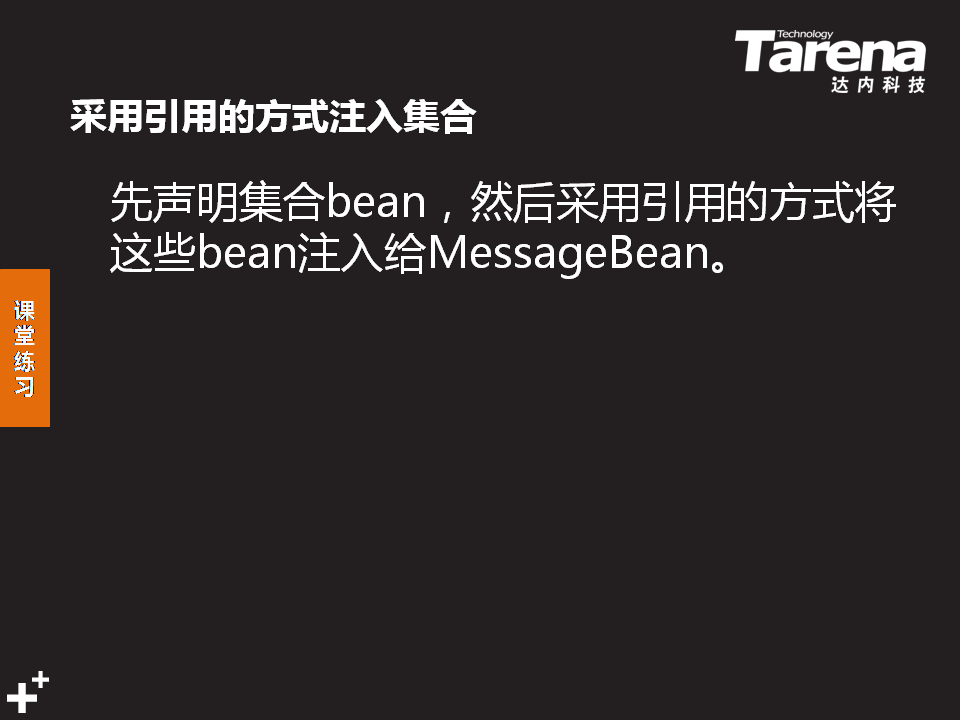 Technology
Tarena
达内科技
采用引用的方式注入集合
先声明集合bean，然后采用引用的方式将
这些bean注入给MessageBean。
课
堂
练
习